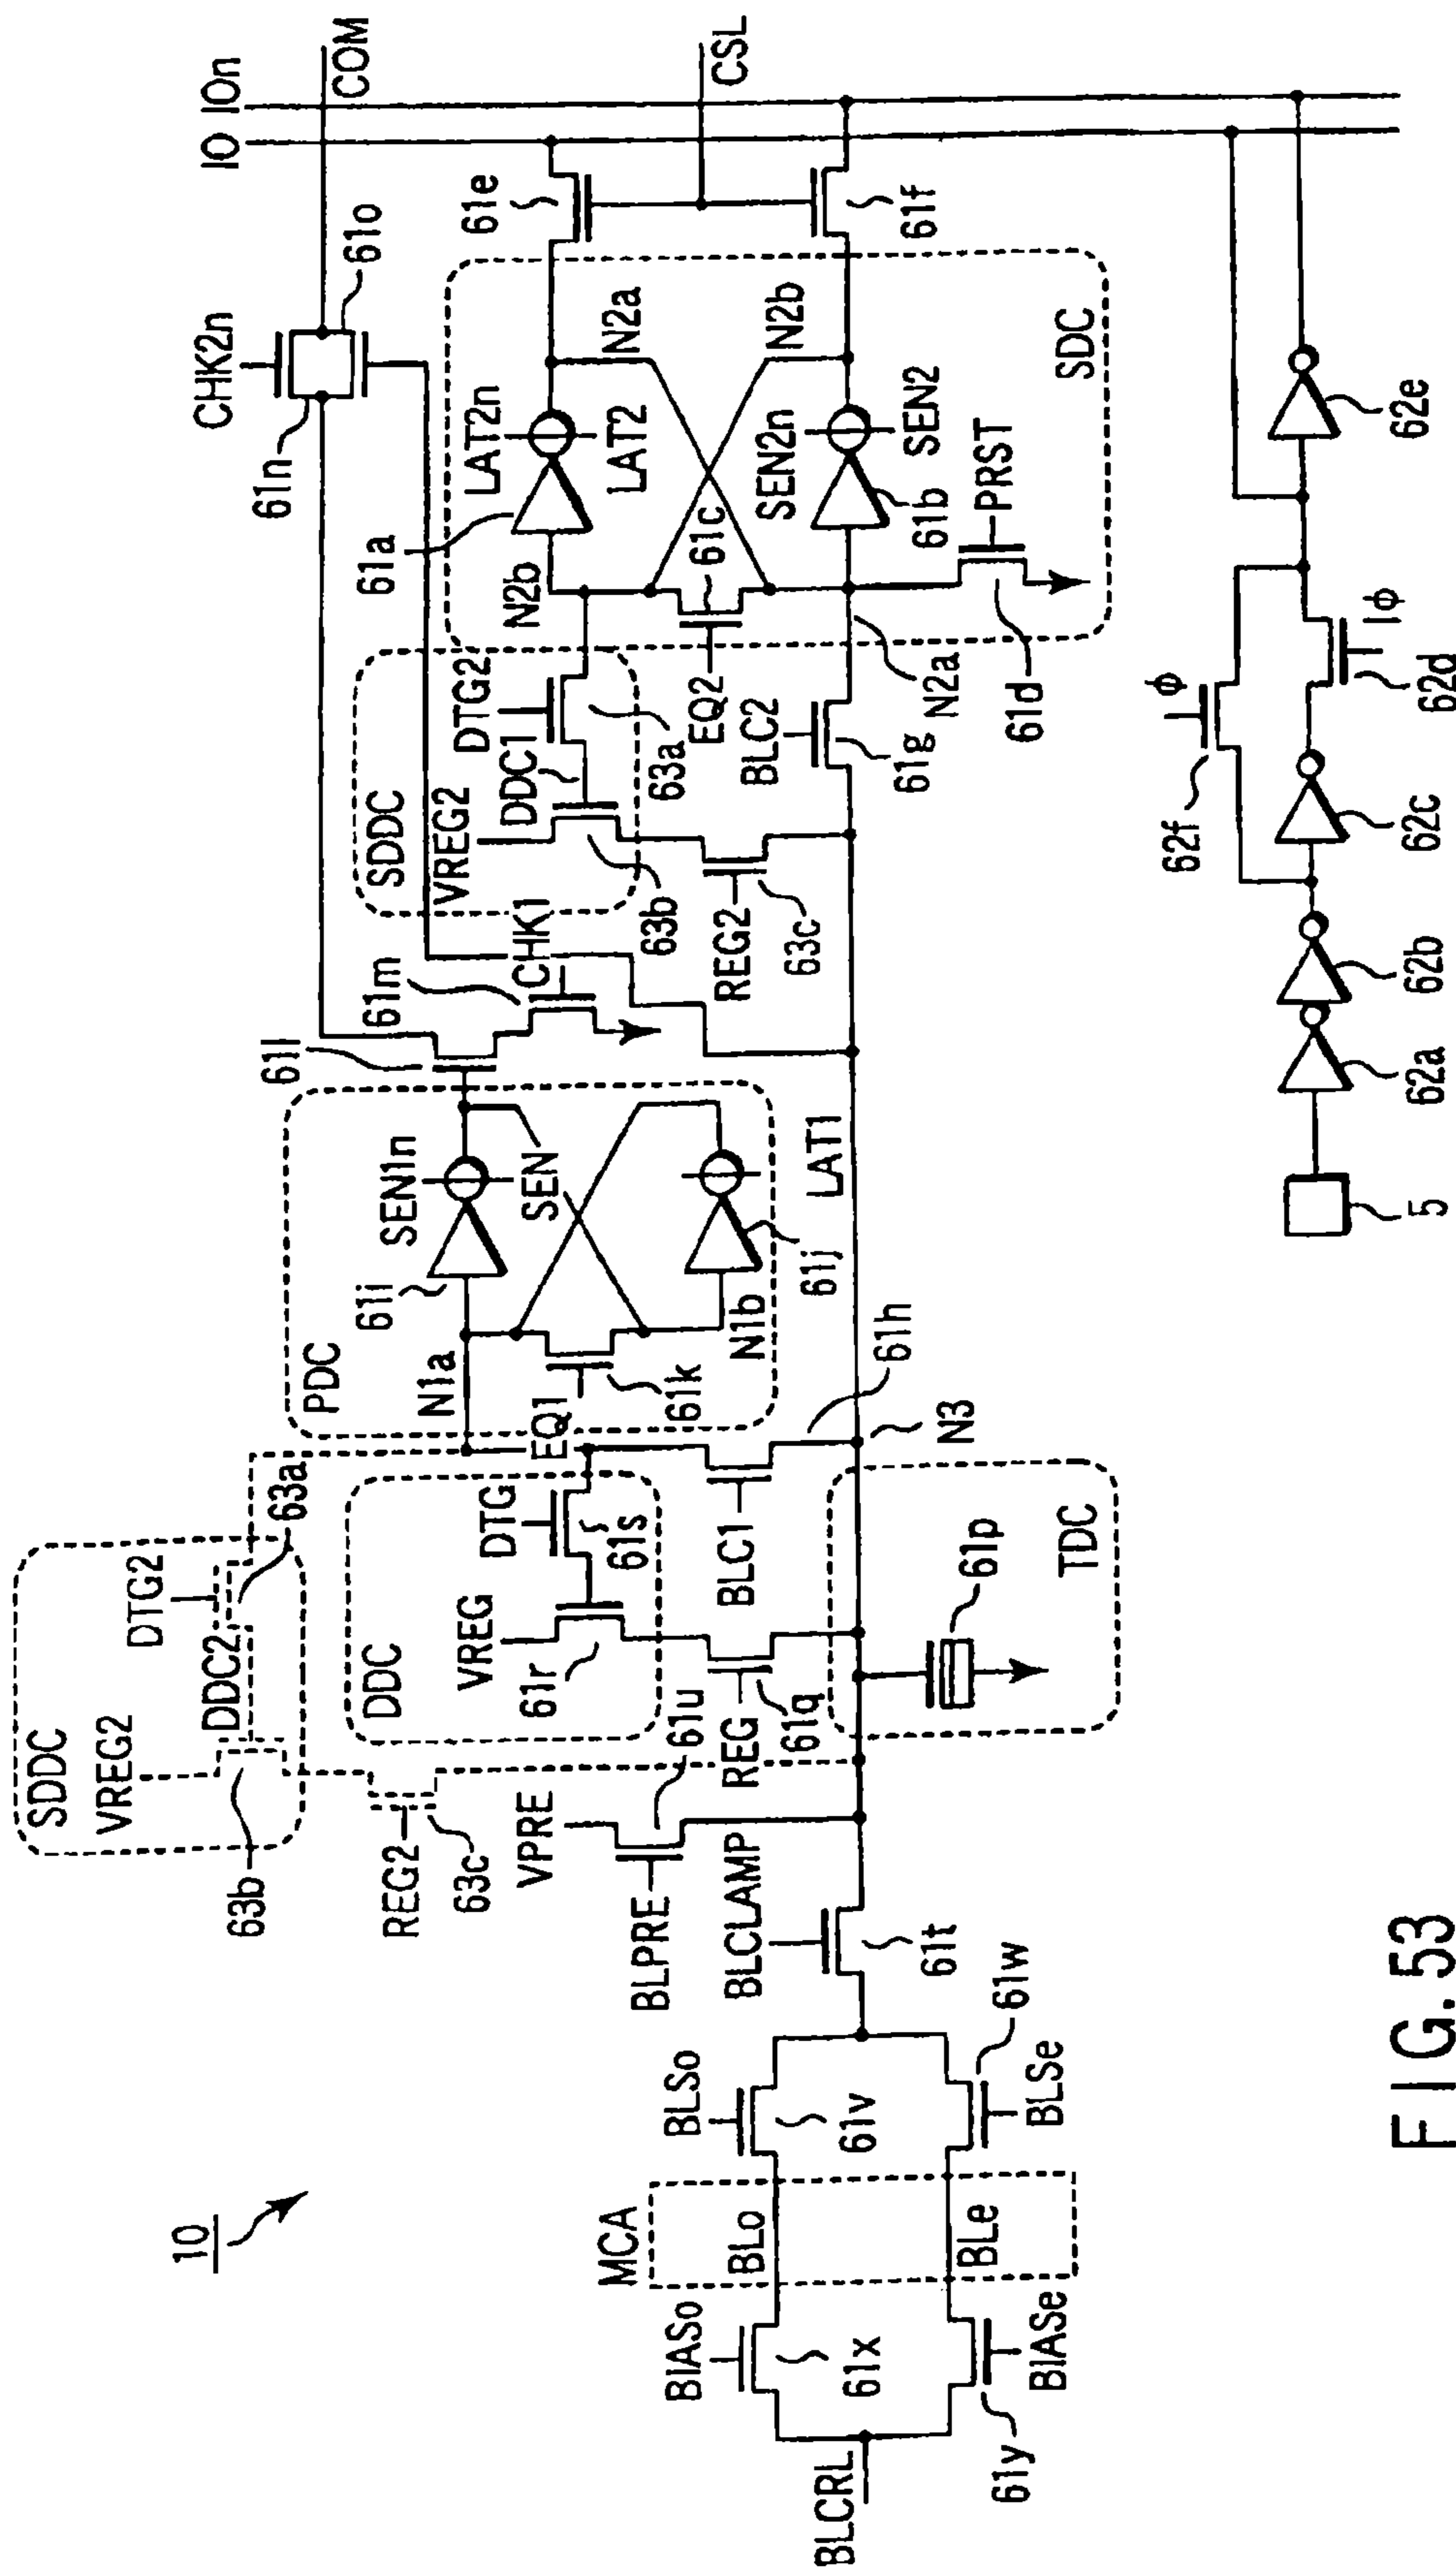 10
BLCRL
BIASo
61x
BIASe
61y
MCA
BLo
BLe
BLSo
61v
BLSe
61w
BLCLAMP
61t
BLPRE
VPRE
61u
SDDC
VREG2
63b
DDC2
DTG2
63a
REG2
63c
DDC
VREG
61r
DTG
61s
REG
61q
BLC1
61h
N3
TDC
61p
PDC
N1a
EQ1
61k
N1b
61i
SEN1n
SEN
61j
LAT1
61l
61m
CHK1
SDDC
VREG2
DDC1
DTG2
63a
63b
REG2
63c
EQ2
BLC2
61g
N2a
61d
PRST
SDC
N2b
61c
61a
LAT2n
LAT2
N2a
N2b
SEN2n
SEN2
61b
61n
CHK2n
61o
COM
IO
IOn
61e
CSL
61f
5
62a
62b
62c
62f
φ
1φ
62d
62e
FIG. 53